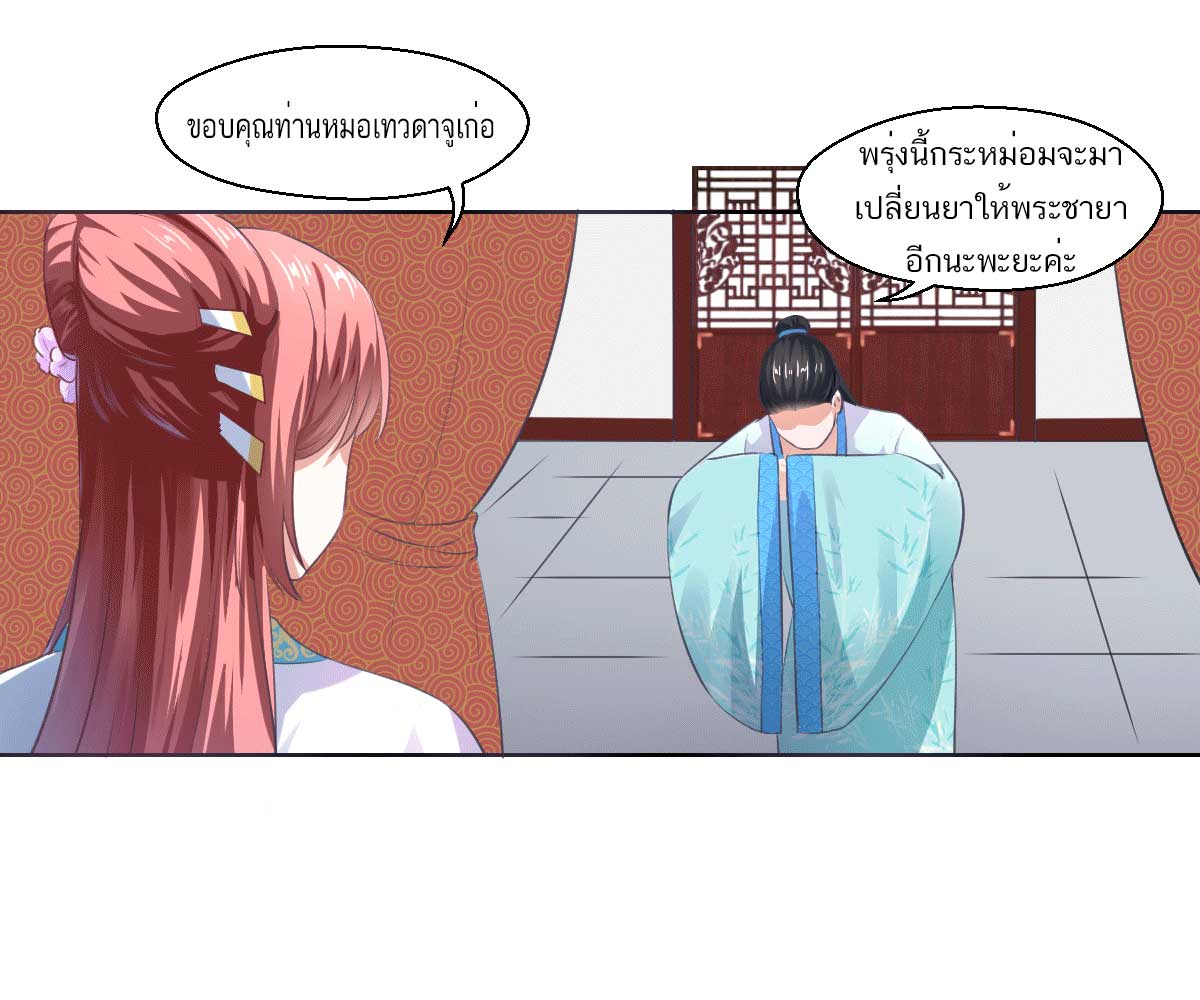 ขอบคุณท่านหมอเทวดาจูเก่อ
พรุ่งนี้กระหม่อมจะมา
เปลี่ยนยาให้พระชายา
อีกนะพะยะค่ะ